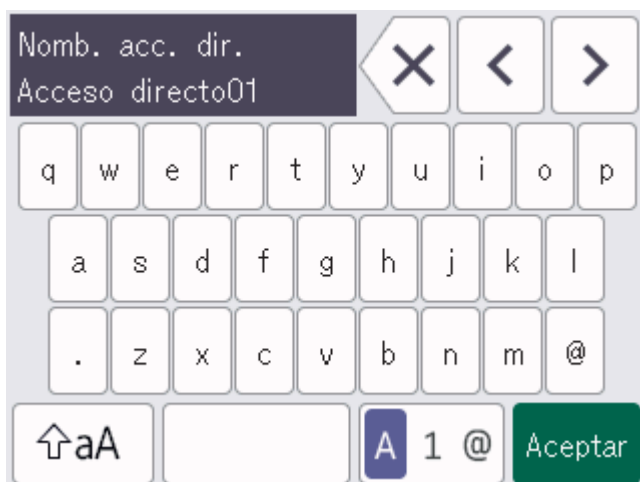 Nomb. acc. dir.
Acceso directo01
q w e r t y u i o p
a s d f g h j k l
. z x c v b n m @
aA A 1 @ Aceptar